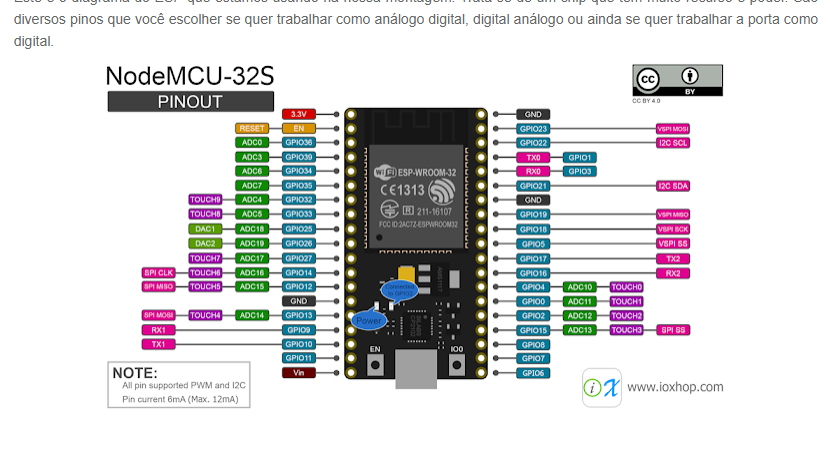 diversos pinos que você escolher se quer trabalhar como análogo digital, digital análogo ou ainda se quer trabalhar a porta como
digital.
NodeMCU-32S
PINOUT
CC BY
CC BY 4.0
3.3V GND
RESET EN GPIO23 VSPI MOSI
ADC0 GPIO36 GPIO22 I2C SCL
ADC3 GPIO39 TX0 GPIO1
ADC6 GPIO34 RX0 GPIO3
ADC7 GPIO35 GPIO21 I2C SDA
TOUCH9 ADC4 GPIO32 GND
TOUCH8 ADC5 GPIO33 GPIO19 VSPI MISO
DAC1 ADC18 GPIO25 GPIO18 VSPI SCK
DAC2 ADC19 GPIO26 GPIO5 VSPI SS
TOUCH7 ADC17 GPIO27 GPIO17 TX2
SPI CLK TOUCH6 ADC16 GPIO14 GPIO16 RX2
SPI MISO TOUCH5 ADC15 GPIO12 GPIO4 ADC10 TOUCH0
GND GPIO0 ADC11 TOUCH1
SPI MOSI TOUCH4 ADC14 GPIO13 GPIO2 ADC12 TOUCH2
RX1 GPIO9 GPIO15 ADC13 TOUCH3 SPI SS
TX1 GPIO10 GPIO8
GPIO11 GPIO7
Vin GPIO6
WiFi ESP-WROOM-32
CE1313
R 211-16107
FCC ID:2AC7Z-ESPWROOM32
Connected
to GPIO2
Power
EN IO0
NOTE:
All pin supported PWM and I2C
Pin current 6mA (Max. 12mA)
iX www.ioxhop.com